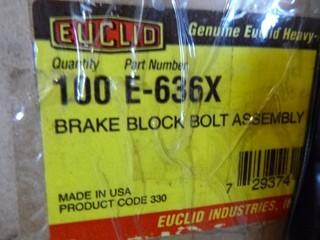 EUCLID
Genuine Euclid Heavy-
Quantity Part Number
100 E-636X
BRAKE BLOCK BOLT ASSEMBLY
MADE IN USA
PRODUCT CODE 330
7 29374
EUCLID INDUSTRIES,